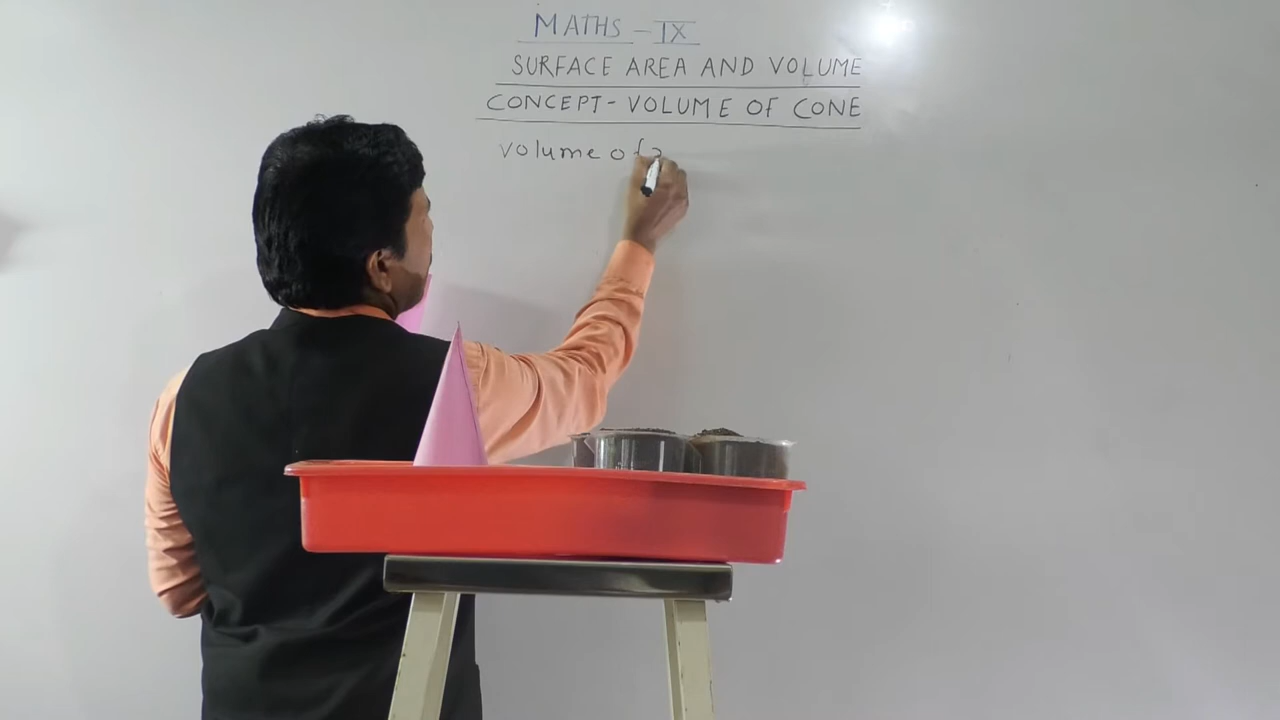 MATHS - IX
SURFACE AREA AND VOLUME
CONCEPT - VOLUME OF CONE
volume of